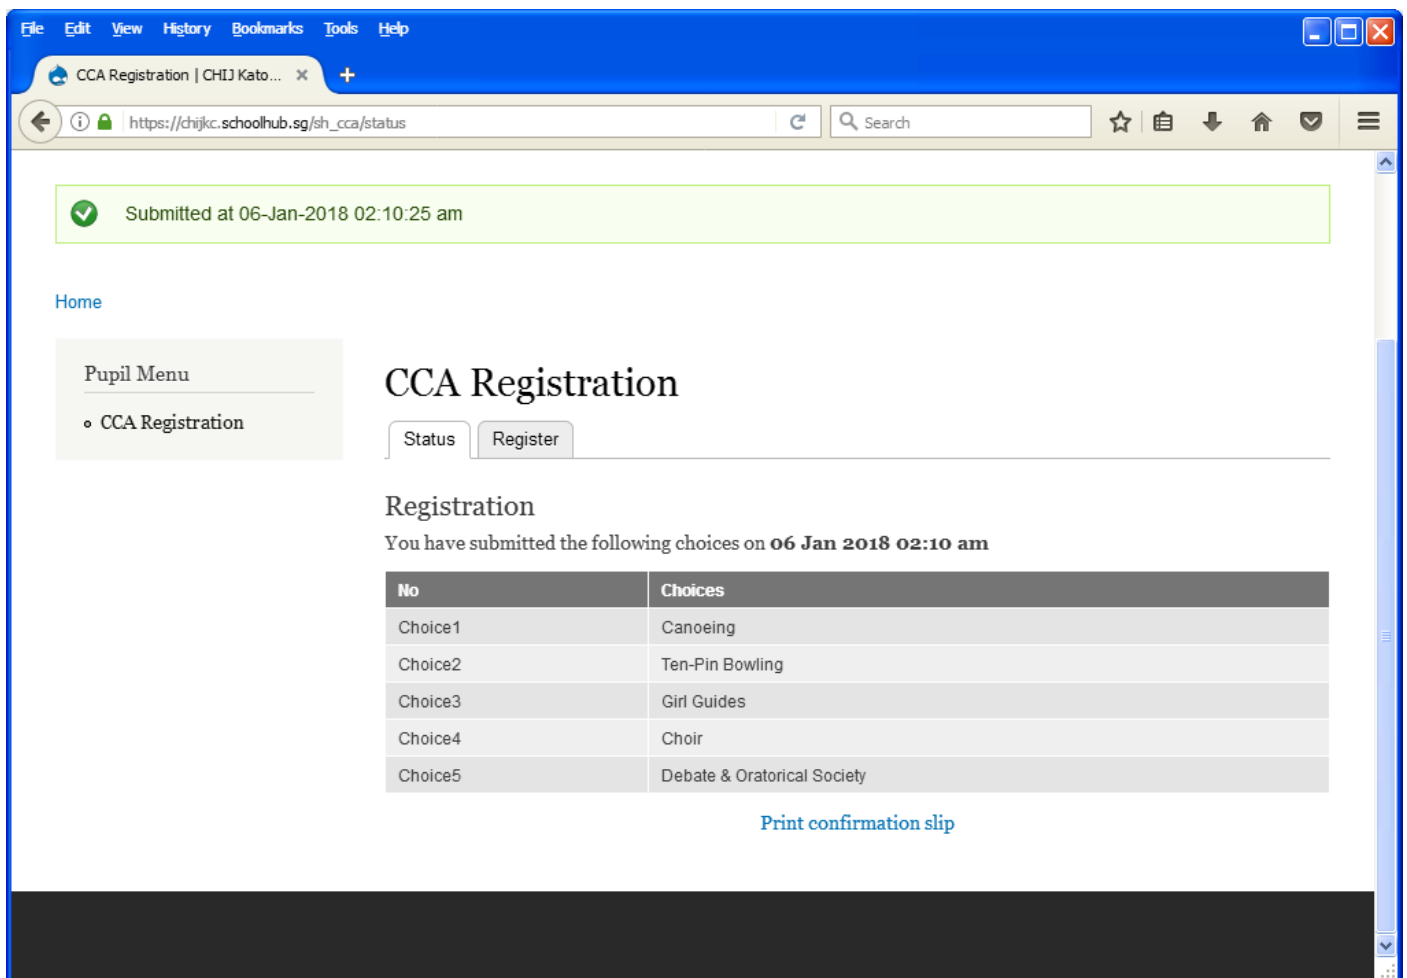 File Edit View History Bookmarks Tools Help
CCA Registration | CHIJ Kato...
https://chijkc.schoolhub.sg/sh_cca/status
Search
Submitted at 06-Jan-2018 02:10:25 am
Home
Pupil Menu
CCA Registration
CCA Registration
Status Register
Registration
You have submitted the following choices on 06 Jan 2018 02:10 am
No Choices
Choice1 Canoeing
Choice2 Ten-Pin Bowling
Choice3 Girl Guides
Choice4 Choir
Choice5 Debate & Oratorical Society
Print confirmation slip